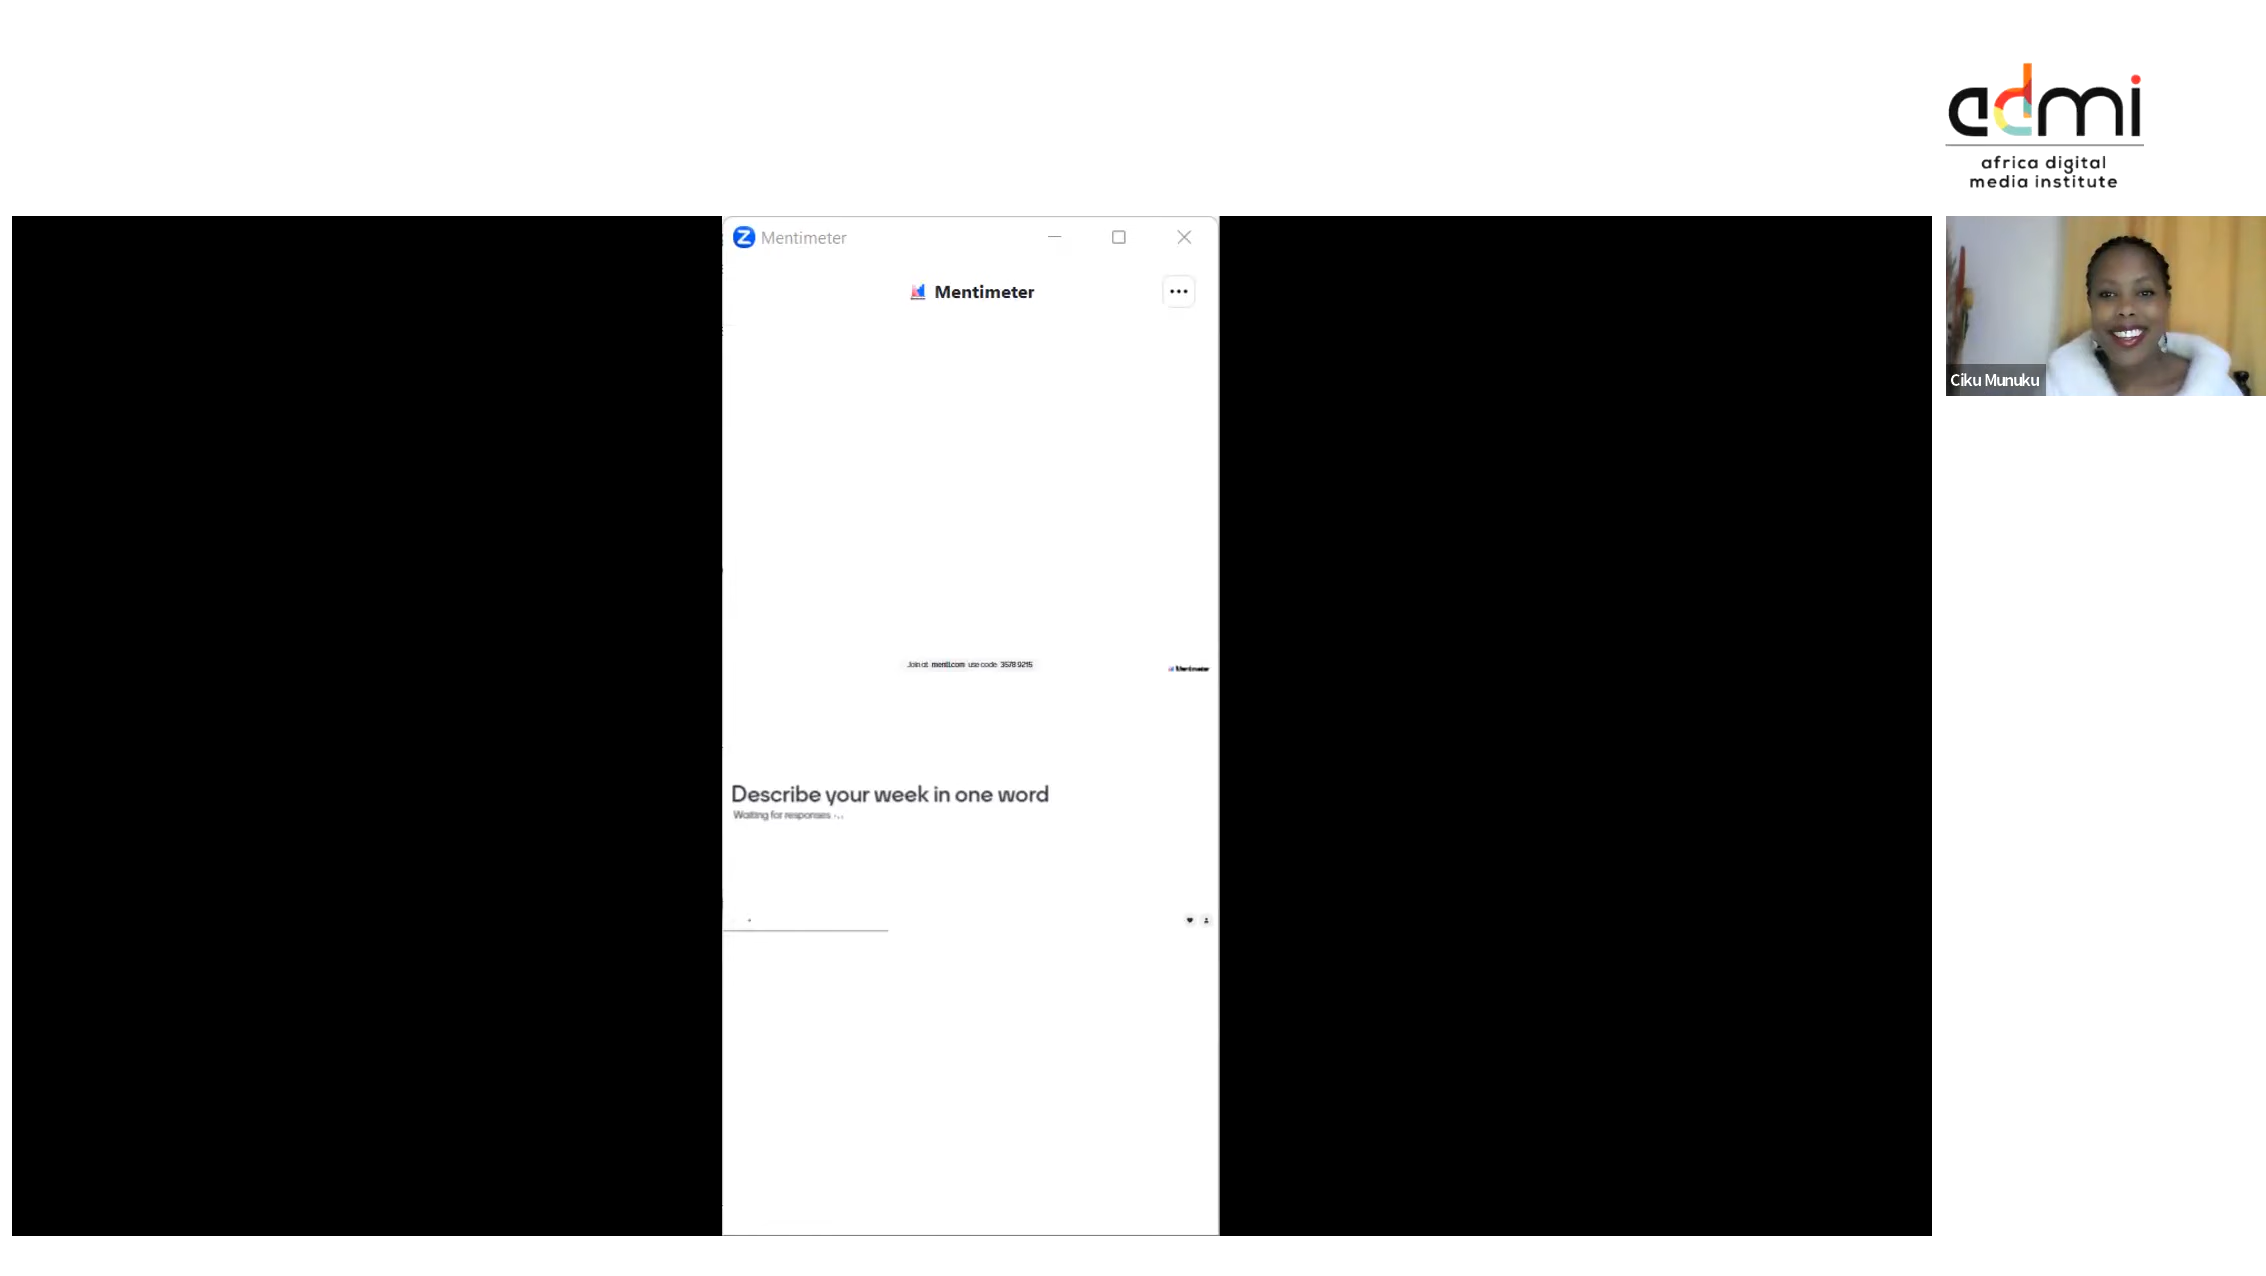 admi
africa digital
media institute
Mentimeter
Mentimeter
Ciku Munuku
Join at menti.com use code 3578 9215
Mentimeter
Describe your week in one word
Waiting for responses ...